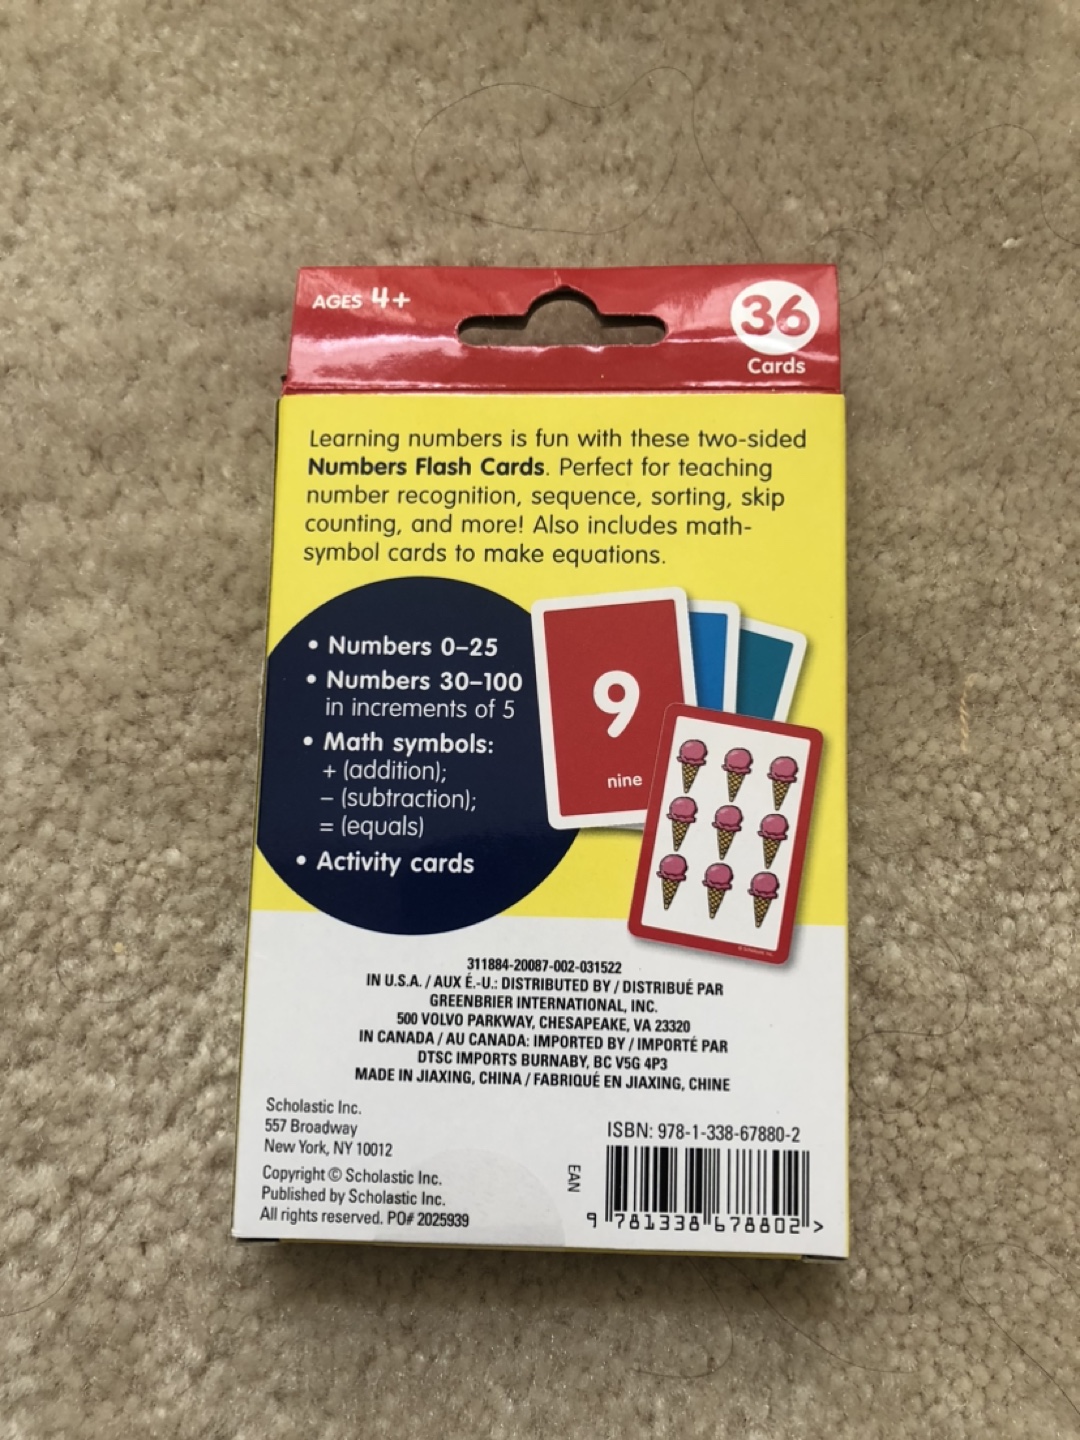 AGES 4+
36
Cards
Learning numbers is fun with these two-sided
Numbers Flash Cards. Perfect for teaching
number recognition, sequence, sorting, skip
counting, and more! Also includes math-
symbol cards to make equations.
• Numbers 0–25
• Numbers 30–100
in increments of 5
• Math symbols:
+ (addition);
– (subtraction);
= (equals)
• Activity cards
9
nine
311884-20087-002-031522
IN U.S.A. / AUX É.-U.: DISTRIBUTED BY / DISTRIBUÉ PAR
GREENBRIER INTERNATIONAL, INC.
500 VOLVO PARKWAY, CHESAPEAKE, VA 23320
IN CANADA / AU CANADA: IMPORTED BY / IMPORTÉ PAR
DTSC IMPORTS BURNABY, BC V5G 4P3
MADE IN JIAXING, CHINA / FABRIQUÉ EN JIAXING, CHINE
Scholastic Inc.
557 Broadway
New York, NY 10012
Copyright © Scholastic Inc.
Published by Scholastic Inc.
All rights reserved. PO# 2025939
ISBN: 978-1-338-67880-2
EAN
9 781338 678802 >